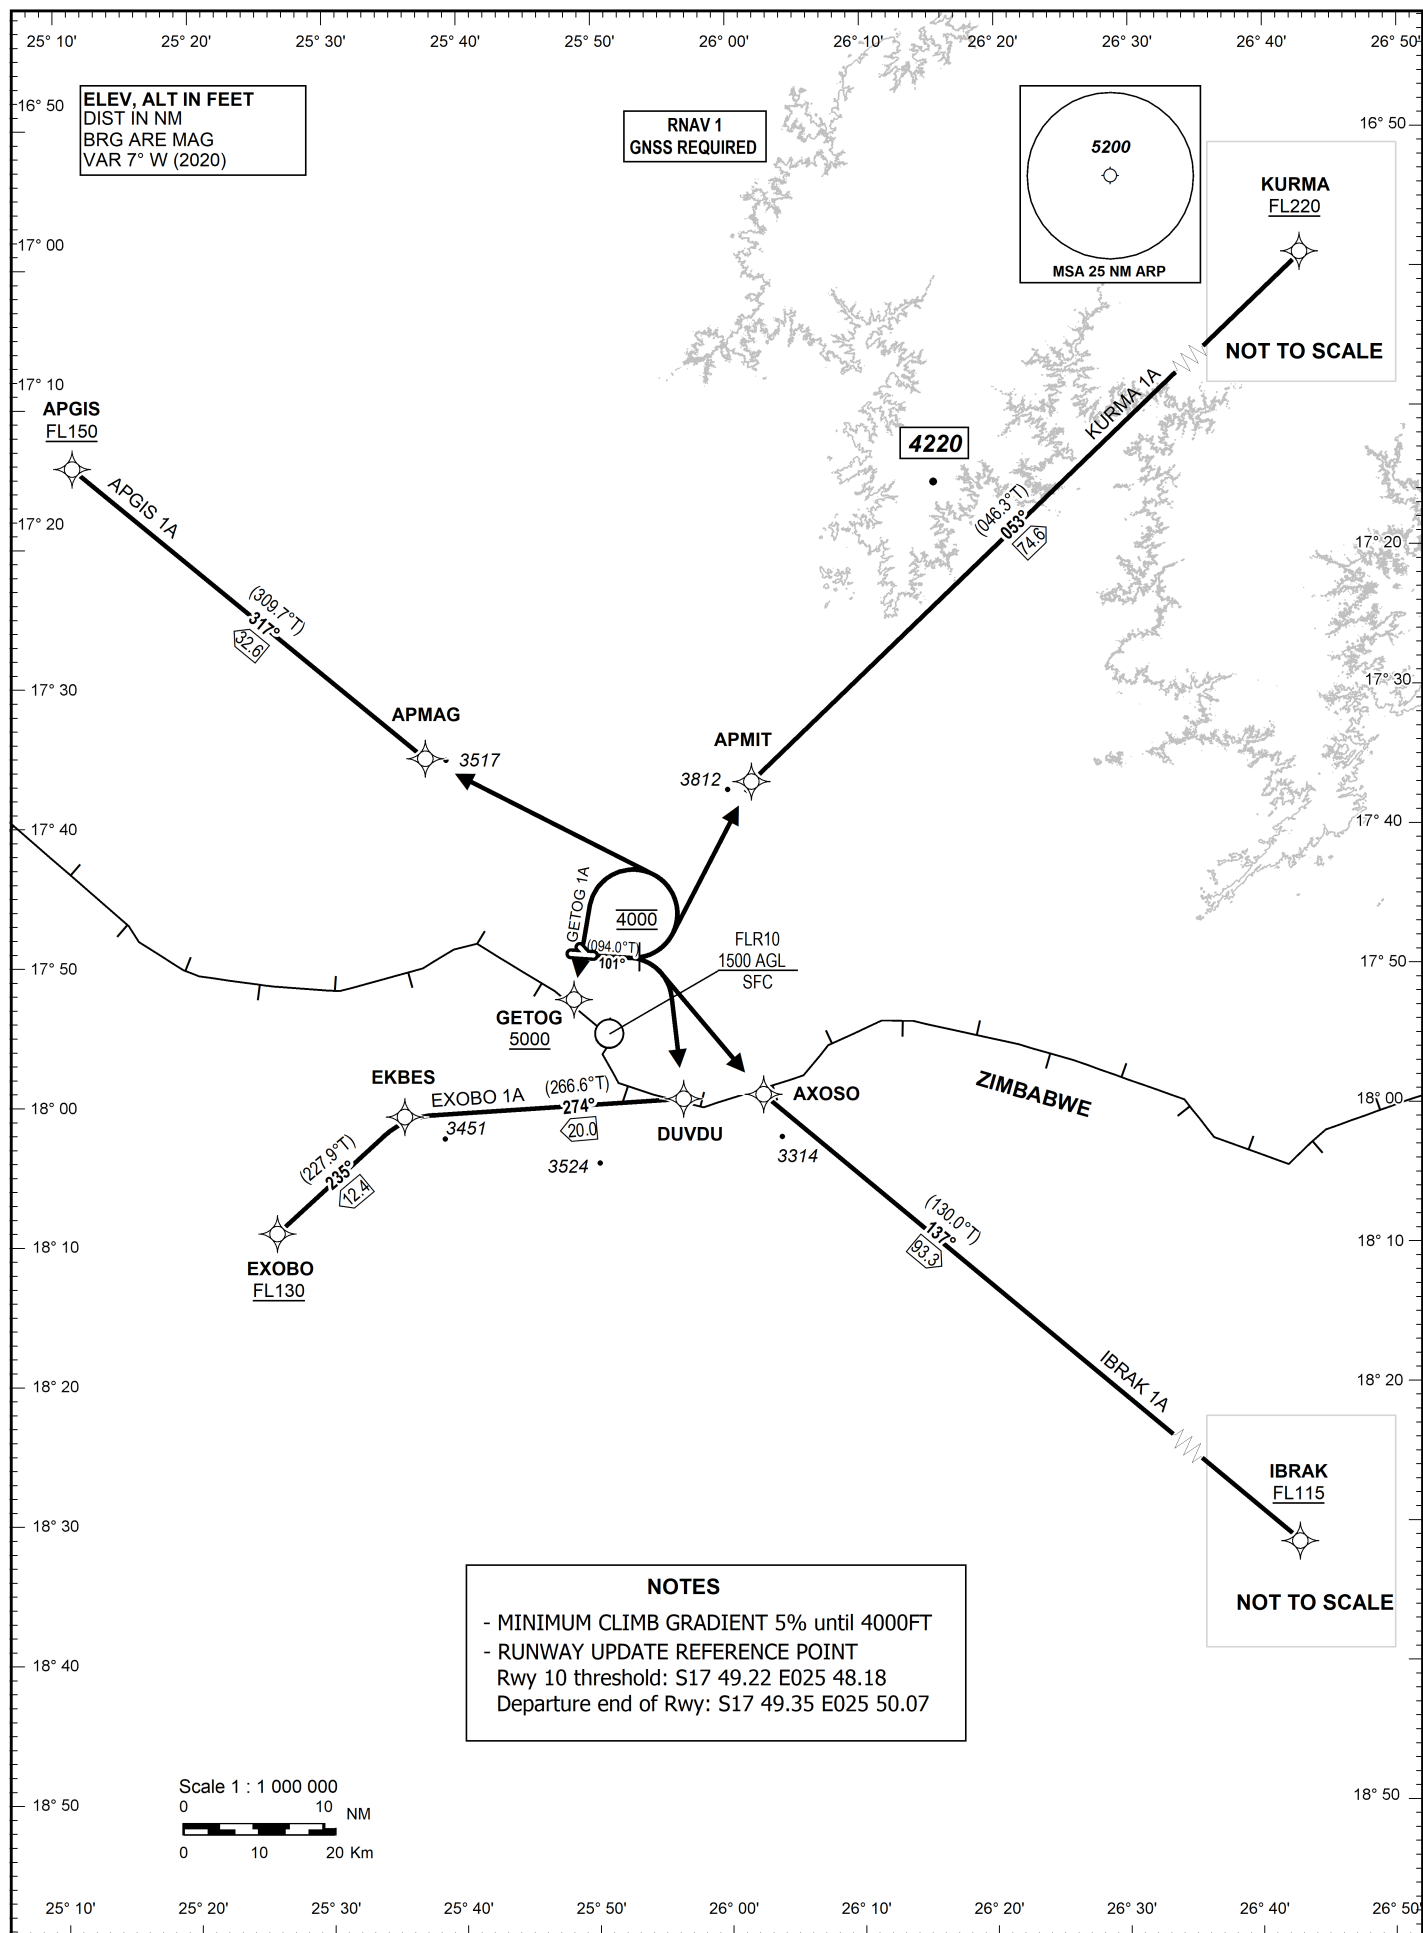 25° 10' 25° 20' 25° 30' 25° 40' 25° 50' 26° 00' 26° 10' 26° 20' 26° 30' 26° 40' 26° 50'
16° 50
ELEV, ALT IN FEET
DIST IN NM
BRG ARE MAG
VAR 7° W (2020)
RNAV 1
GNSS REQUIRED
5200
MSA 25 NM ARP
16° 50
KURMA
FL220
NOT TO SCALE
17° 00
17° 10
APGIS
FL150
APGIS 1A
KURMA 1A
4220
17° 20
(046.3°T)
053°
74.6
17° 20
(309.7°T)
317°
32.6
17° 30
17° 30
APMAG
3517
APMIT
3812
17° 40
17° 40
GETOG 1A
4000
(094.0°T)
101°
FLR10
1500 AGL
SFC
17° 50
17° 50
GETOG
5000
EKBES
EXOBO 1A
(266.6°T)
274°
20.0
AXOSO
ZIMBABWE
18° 00
18° 00
3451
DUVDU
3524
3314
(227.9°T)
235°
12.4
(130.0°T)
137°
93.3
18° 10
18° 10
EXOBO
FL130
IBRAK 1A
18° 20
18° 20
IBRAK
FL115
NOT TO SCALE
18° 30
NOTES
- MINIMUM CLIMB GRADIENT 5% until 4000FT
- RUNWAY UPDATE REFERENCE POINT
Rwy 10 threshold: S17 49.22 E025 48.18
Departure end of Rwy: S17 49.35 E025 50.07
18° 40
Scale 1 : 1 000 000
0 10 NM
0 10 20 Km
18° 50
18° 50
25° 10' 25° 20' 25° 30' 25° 40' 25° 50' 26° 00' 26° 10' 26° 20' 26° 30' 26° 40' 26° 50'